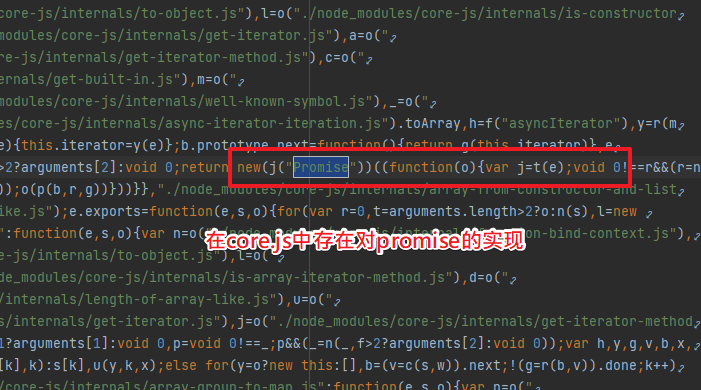 core-js/internals/to-object.js"),l=o("./node_modules/core-js/internals/is-constructor
modules/core-js/internals/get-iterator.js"),a=o("
re-js/internals/get-iterator-method.js"),c=o("
ernals/get-built-in.js"),m=o("
modules/core-js/internals/well-known-symbol.js"),_=o("
es/core-js/internals/async-iterator-iteration.js").toArray,h=f("asyncIterator"),y=r(m
e){this.iterator=y(e)};b.prototype.next=function(){return g(this.iterator)},e
>2?arguments[2]:void 0;return new(j("Promise"))((function(o){var j=t(e);void 0!==r&&(r=n
));o(p(b,r,g))}))}},"./node_modules/core-js/internals/array-from-constructor-and-list
like.js");e.exports=function(e,s,o){for(var r=0,t=arguments.length>2?o:n(s),l=new
":function(e,s,o){var n=o("./node_modules/core-js/internals/function-bind-context.js"),
在corejs中存在对promise的实现
s/internals/to-object.js"),l=o("
-js/internals/is-array-iterator-method.js"),d=o("
/internals/length-of-array-like.js"),u=o("
js/internals/get-iterator.js"),j=o("./node_modules/core-js/internals/get-iterator-method
1?arguments[1]:void 0,p=void 0!==_;p&&(_=n(_,f>2?arguments[2]:void 0));var h,y,g,v,b,x,
[k],k):s[k],u(y,k,x);else for(y=o?new this:[],b=(v=c(s,w)).next;!(g=r(b,v)).done;k++)
/core-js/internals/array-group-to-map.js":function(e,s,o){var n=o("